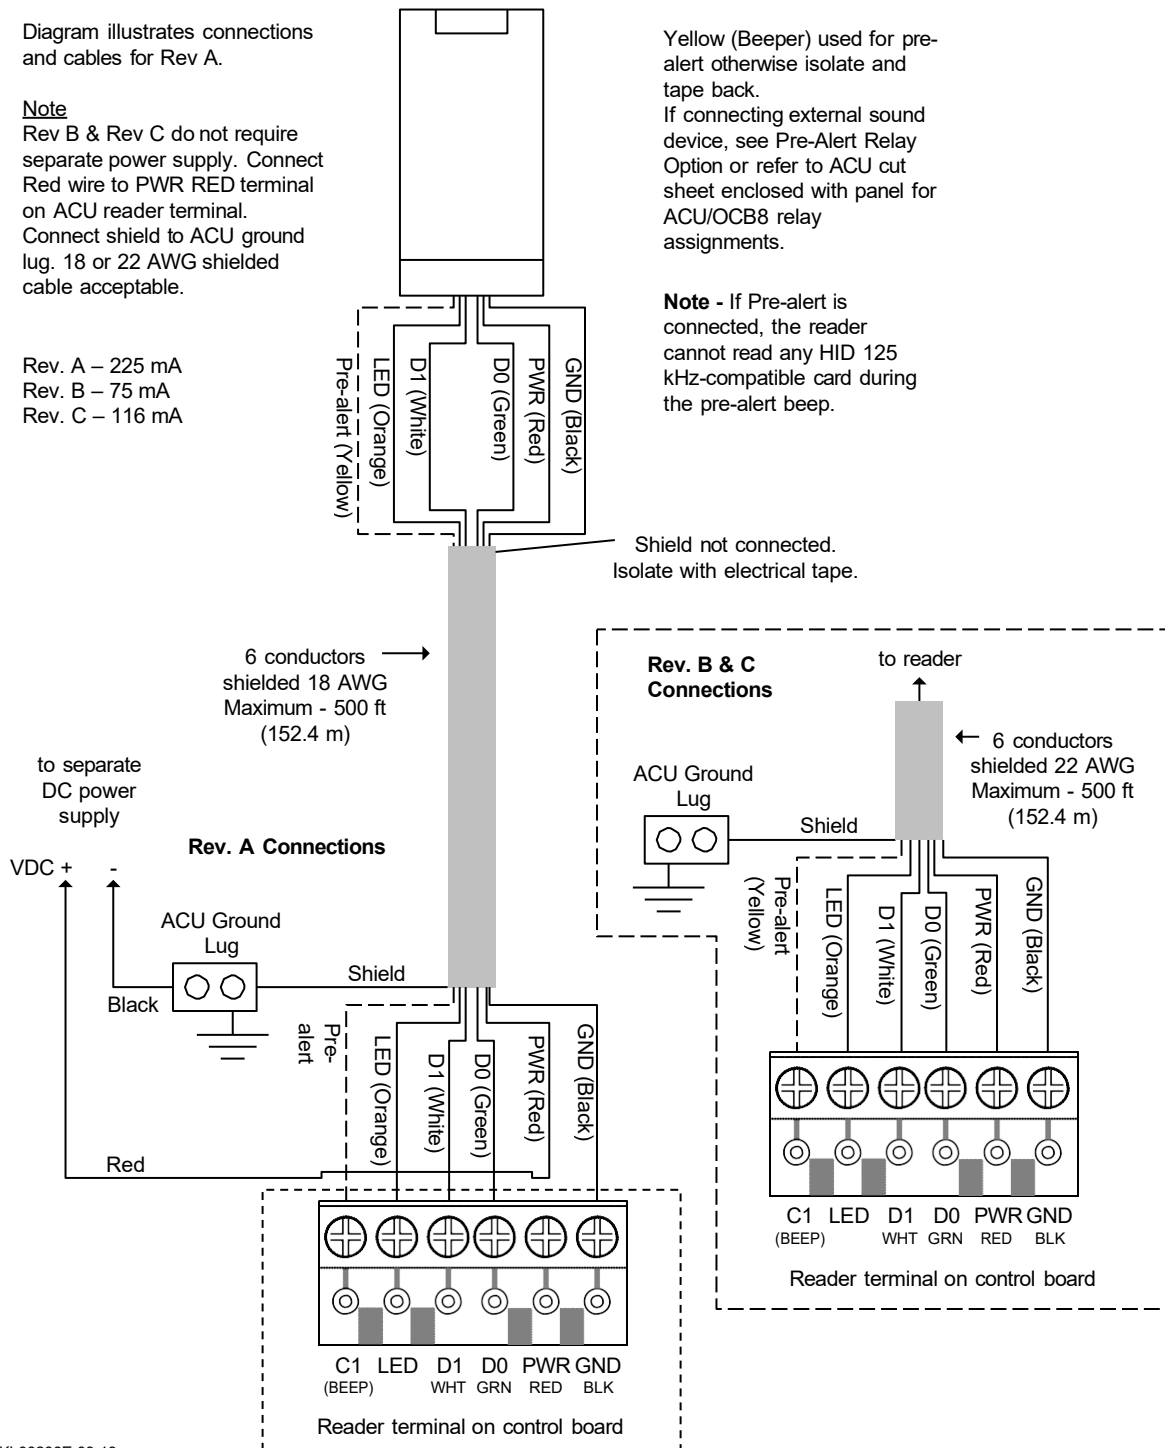 Diagram illustrates connections
and cables for Rev A.
Note
Rev B & Rev C do not require
separate power supply. Connect
Red wire to PWR RED terminal
on ACU reader terminal.
Connect shield to ACU ground
lug. 18 or 22 AWG shielded
cable acceptable.
Rev. A – 225 mA
Rev. B – 75 mA
Rev. C – 116 mA
Yellow (Beeper) used for pre-
alert otherwise isolate and
tape back.
If connecting external sound
device, see Pre-Alert Relay
Option or refer to ACU cut
sheet enclosed with panel for
ACU/OCB8 relay
assignments.
Note - If Pre-alert is
connected, the reader
cannot read any HID 125
kHz-compatible card during
the pre-alert beep.
Pre-alert (Yellow)
LED (Orange)
D1 (White)
D0 (Green)
PWR (Red)
GND (Black)
Shield not connected.
Isolate with electrical tape.
6 conductors
shielded 18 AWG
Maximum - 500 ft
(152.4 m)
to separate
DC power
supply
VDC + -
Rev. A Connections
ACU Ground
Lug
Shield
Black
Red
Pre-
alert
LED (Orange)
D1 (White)
D0 (Green)
PWR (Red)
GND (Black)
C1 LED D1 D0 PWR GND
(BEEP) WHT GRN RED BLK
Reader terminal on control board
Rev. B & C
Connections
to reader
6 conductors
shielded 22 AWG
Maximum - 500 ft
(152.4 m)
ACU Ground
Lug
Shield
Pre-alert
(Yellow)
LED (Orange)
D1 (White)
D0 (Green)
PWR (Red)
GND (Black)
C1 LED D1 D0 PWR GND
(BEEP) WHT GRN RED BLK
Reader terminal on control board